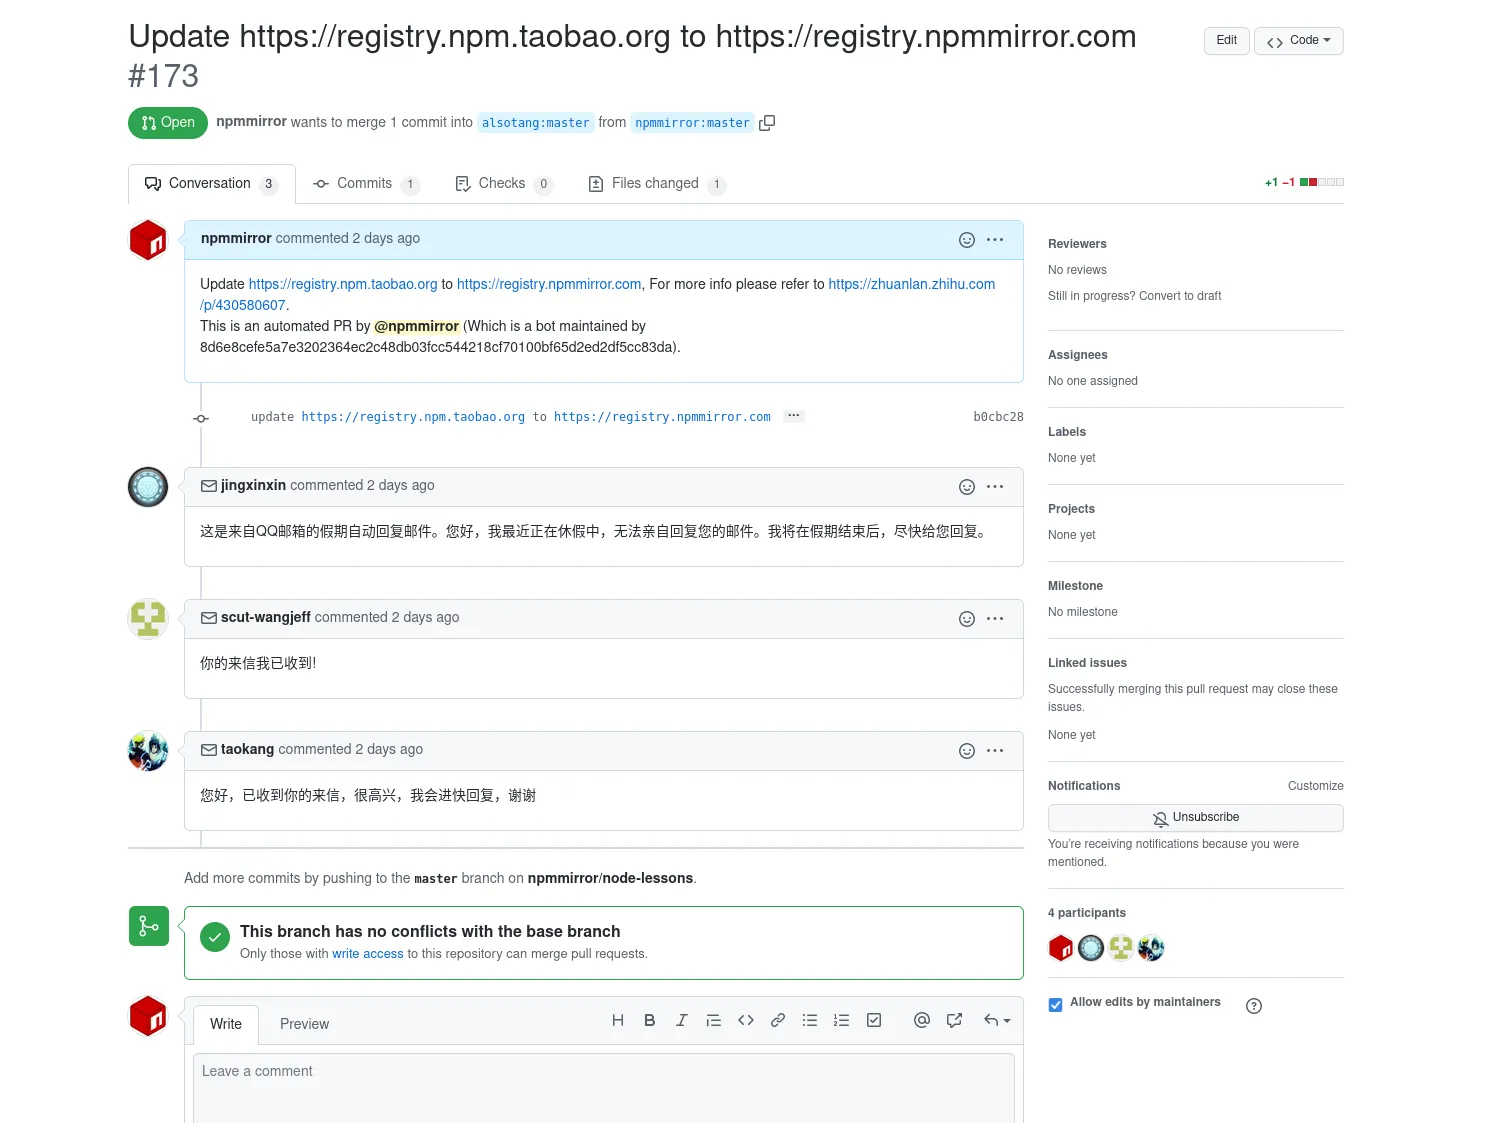 Update https://registry.npm.taobao.org to https://registry.npmmirror.com
#173
Edit
Code
Open
npmmirror wants to merge 1 commit into alsotang:master from npmmirror:master
Conversation 3
Commits 1
Checks 0
Files changed 1
+1 −1
npmmirror commented 2 days ago
Update https://registry.npm.taobao.org to https://registry.npmmirror.com, For more info please refer to https://zhuanlan.zhihu.com
/p/430580607.
This is an automated PR by @npmmirror (Which is a bot maintained by
8d6e8cefe5a7e3202364ec2c48db03fcc544218cf70100bf65d2ed2df5cc83da).
update https://registry.npm.taobao.org to https://registry.npmmirror.com ...
b0cbc28
jingxinxin commented 2 days ago
这是来自QQ邮箱的假期自动回复邮件。您好，我最近正在休假中，无法亲自回复您的邮件。我将在假期结束后，尽快给您回复。
scut-wangjeff commented 2 days ago
你的来信我已收到!
taokang commented 2 days ago
您好，已收到你的来信，很高兴，我会进快回复，谢谢
Add more commits by pushing to the master branch on npmmirror/node-lessons.
This branch has no conflicts with the base branch
Only those with write access to this repository can merge pull requests.
Write
Preview
Leave a comment
Reviewers
No reviews
Still in progress? Convert to draft
Assignees
No one assigned
Labels
None yet
Projects
None yet
Milestone
No milestone
Linked issues
Successfully merging this pull request may close these
issues.
None yet
Notifications
Customize
Unsubscribe
You're receiving notifications because you were
mentioned.
4 participants
Allow edits by maintainers